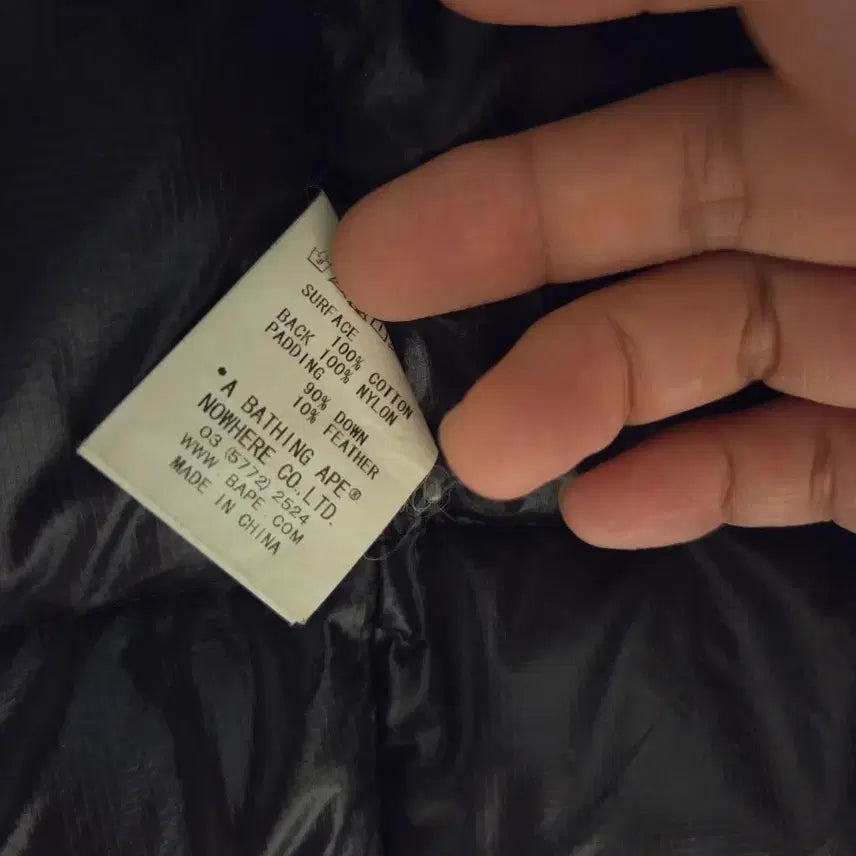 SURFACE
100% COTTON
BACK 100% NYLON
PADDING
90% DOWN
10% FEATHER
•A BATHING APE®
NOWHERE CO.,LTD.
03 (5772) 2524
WWW.BAPE.COM
MADE IN CHINA